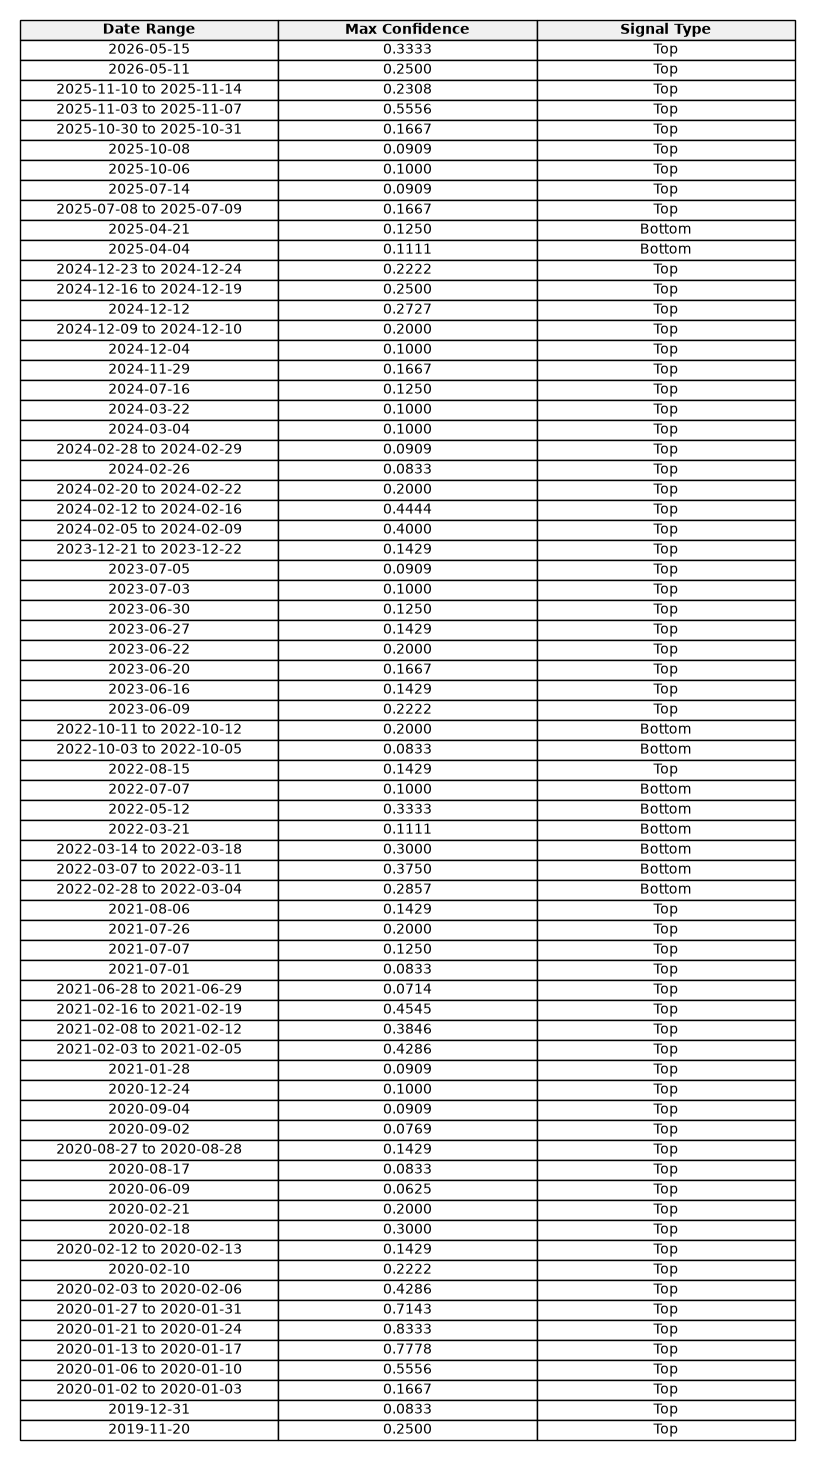 Date Range Max Confidence Signal Type
2026-05-15 0.3333 Top
2026-05-11 0.2500 Top
2025-11-10 to 2025-11-14 0.2308 Top
2025-11-03 to 2025-11-07 0.5556 Top
2025-10-30 to 2025-10-31 0.1667 Top
2025-10-08 0.0909 Top
2025-10-06 0.1000 Top
2025-07-14 0.0909 Top
2025-07-08 to 2025-07-09 0.1667 Top
2025-04-21 0.1250 Bottom
2025-04-04 0.1111 Bottom
2024-12-23 to 2024-12-24 0.2222 Top
2024-12-16 to 2024-12-19 0.2500 Top
2024-12-12 0.2727 Top
2024-12-09 to 2024-12-10 0.2000 Top
2024-12-04 0.1000 Top
2024-11-29 0.1667 Top
2024-07-16 0.1250 Top
2024-03-22 0.1000 Top
2024-03-04 0.1000 Top
2024-02-28 to 2024-02-29 0.0909 Top
2024-02-26 0.0833 Top
2024-02-20 to 2024-02-22 0.2000 Top
2024-02-12 to 2024-02-16 0.4444 Top
2024-02-05 to 2024-02-09 0.4000 Top
2023-12-21 to 2023-12-22 0.1429 Top
2023-07-05 0.0909 Top
2023-07-03 0.1000 Top
2023-06-30 0.1250 Top
2023-06-27 0.1429 Top
2023-06-22 0.2000 Top
2023-06-20 0.1667 Top
2023-06-16 0.1429 Top
2023-06-09 0.2222 Top
2022-10-11 to 2022-10-12 0.2000 Bottom
2022-10-03 to 2022-10-05 0.0833 Bottom
2022-08-15 0.1429 Top
2022-07-07 0.1000 Bottom
2022-05-12 0.3333 Bottom
2022-03-21 0.1111 Bottom
2022-03-14 to 2022-03-18 0.3000 Bottom
2022-03-07 to 2022-03-11 0.3750 Bottom
2022-02-28 to 2022-03-04 0.2857 Bottom
2021-08-06 0.1429 Top
2021-07-26 0.2000 Top
2021-07-07 0.1250 Top
2021-07-01 0.0833 Top
2021-06-28 to 2021-06-29 0.0714 Top
2021-02-16 to 2021-02-19 0.4545 Top
2021-02-08 to 2021-02-12 0.3846 Top
2021-02-03 to 2021-02-05 0.4286 Top
2021-01-28 0.0909 Top
2020-12-24 0.1000 Top
2020-09-04 0.0909 Top
2020-09-02 0.0769 Top
2020-08-27 to 2020-08-28 0.1429 Top
2020-08-17 0.0833 Top
2020-06-09 0.0625 Top
2020-02-21 0.2000 Top
2020-02-18 0.3000 Top
2020-02-12 to 2020-02-13 0.1429 Top
2020-02-10 0.2222 Top
2020-02-03 to 2020-02-06 0.4286 Top
2020-01-27 to 2020-01-31 0.7143 Top
2020-01-21 to 2020-01-24 0.8333 Top
2020-01-13 to 2020-01-17 0.7778 Top
2020-01-06 to 2020-01-10 0.5556 Top
2020-01-02 to 2020-01-03 0.1667 Top
2019-12-31 0.0833 Top
2019-11-20 0.2500 Top